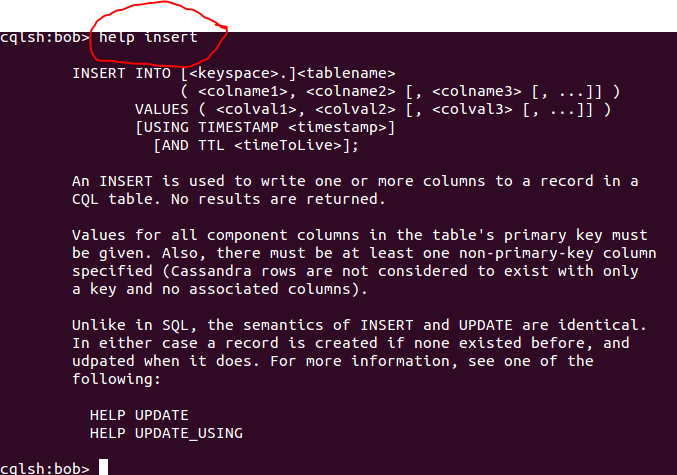 cqlsh:bob> help insert
INSERT INTO [<keyspace>.]<tablename>
( <colname1>, <colname2> [, <colname3> [, ...]] )
VALUES ( <colval1>, <colval2> [, <colval3> [, ...]] )
[USING TIMESTAMP <timestamp>]
[AND TTL <timeToLive>];
An INSERT is used to write one or more columns to a record in a
CQL table. No results are returned.
Values for all component columns in the table's primary key must
be given. Also, there must be at least one non-primary-key column
specified (Cassandra rows are not considered to exist with only
a key and no associated columns).
Unlike in SQL, the semantics of INSERT and UPDATE are identical.
In either case a record is created if none existed before, and
udpated when it does. For more information, see one of the
following:
HELP UPDATE
HELP UPDATE_USING
cqlsh:bob>